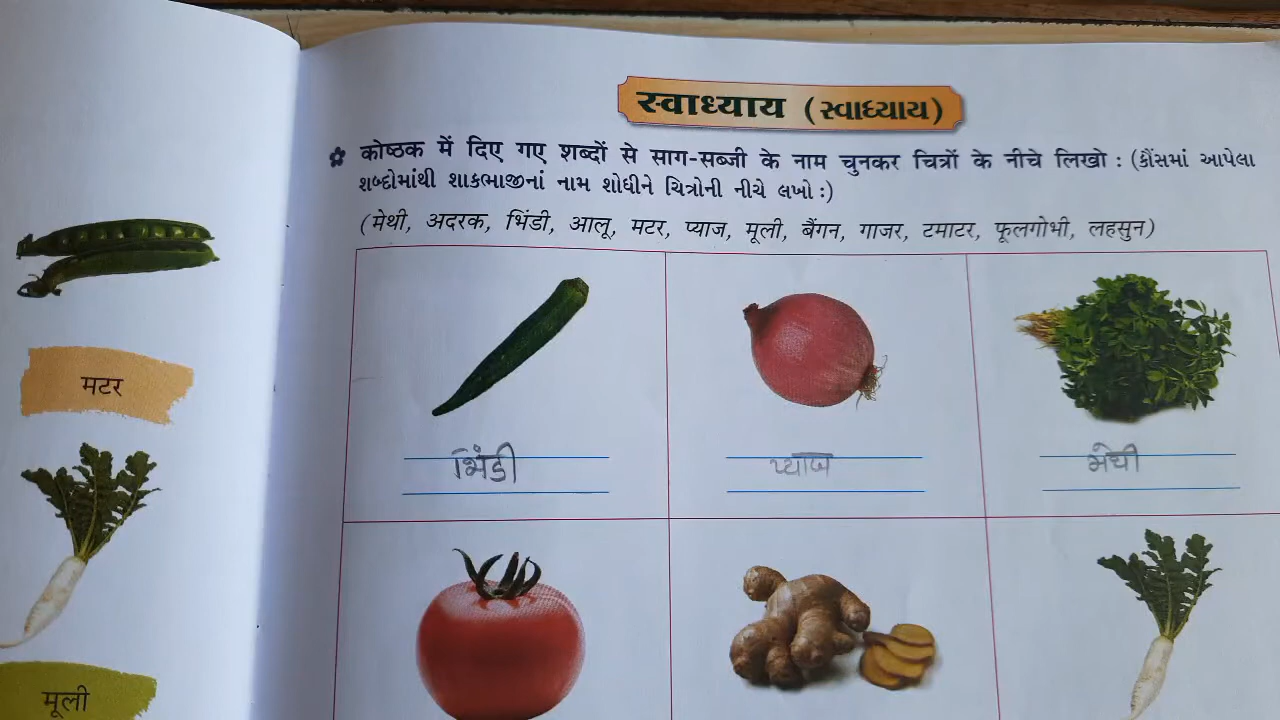 स्वाध्याय (સ્વાધ્યાય)
कोष्ठक में दिए गए शब्दों से साग-सब्जी के नाम चुनकर चित्रों के नीचे लिखो : (કૌંસમાં આપેલા
શબ્દોમાંથી શાકભાજીનાં નામ શોધીને ચિત્રોની નીચે લખો :)
(मेथी, अदरक, भिंडी, आलू, मटर, प्याज, मूली, बैंगन, गाजर, टमाटर, फूलगोभी, लहसुन)
मटर
भिंडी
प्याज
मेथी
मूली